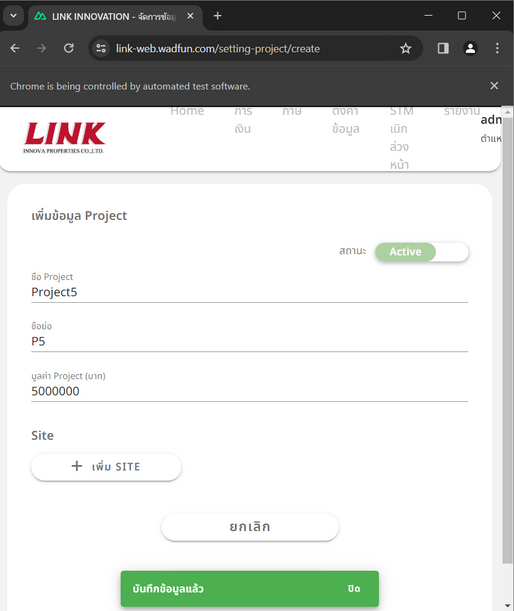 LINK INNOVATION - จัดการข้อมู
link-web.wadfun.com/setting-project/create
Chrome is being controlled by automated test software.
LINK
INNOVA PROPERTIES CO.,LTD.
Home
การ
เงิน
ภาษี
ตั้งค่า
ข้อมูล
STM
เบิก
ล่วง
หน้า
รายงาน
adn
ตำแห
เพิ่มข้อมูล Project
สถานะ
Active
ชื่อ Project
Project5
ชื่อย่อ
P5
มูลค่า Project (บาท)
5000000
Site
+ เพิ่ม SITE
ยกเลิก
บันทึกข้อมูลแล้ว
ปิด